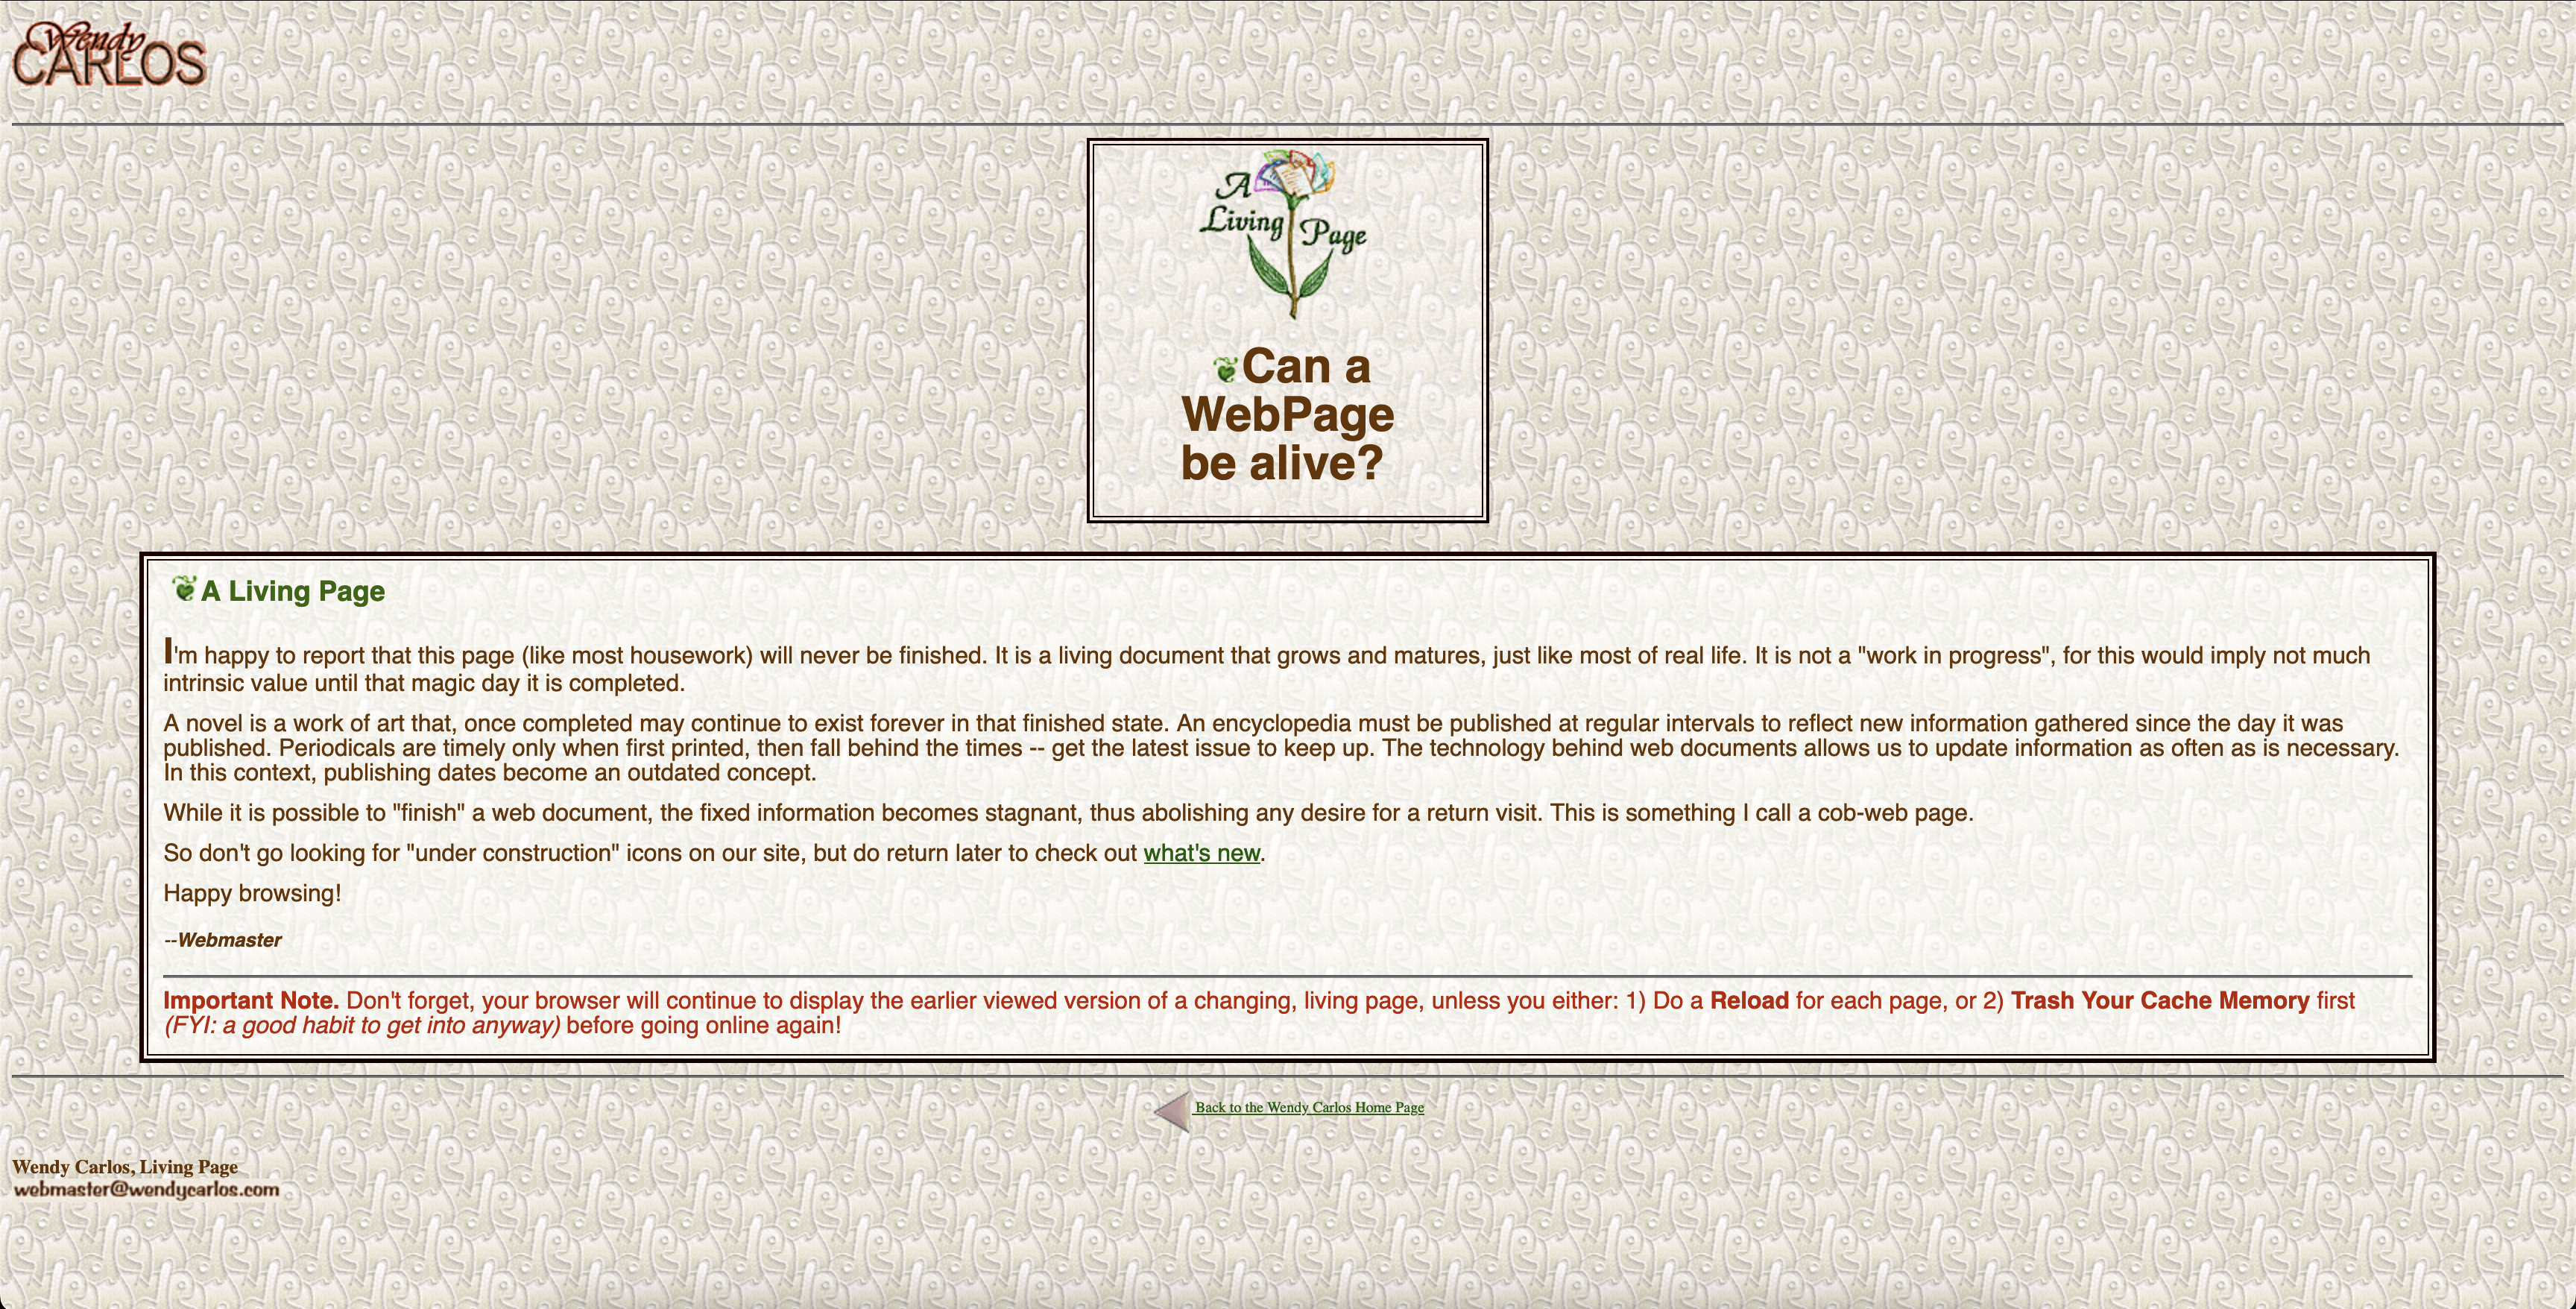 Wendy
CARLOS
A
Living Page
Can a
WebPage
be alive?
A Living Page
I'm happy to report that this page (like most housework) will never be finished. It is a living document that grows and matures, just like most of real life. It is not a "work in progress", for this would imply not much
intrinsic value until that magic day it is completed.
A novel is a work of art that, once completed may continue to exist forever in that finished state. An encyclopedia must be published at regular intervals to reflect new information gathered since the day it was
published. Periodicals are timely only when first printed, then fall behind the times -- get the latest issue to keep up. The technology behind web documents allows us to update information as often as is necessary.
In this context, publishing dates become an outdated concept.
While it is possible to "finish" a web document, the fixed information becomes stagnant, thus abolishing any desire for a return visit. This is something I call a cob-web page.
So don't go looking for "under construction" icons on our site, but do return later to check out what's new.
Happy browsing!
--Webmaster
Important Note. Don't forget, your browser will continue to display the earlier viewed version of a changing, living page, unless you either: 1) Do a Reload for each page, or 2) Trash Your Cache Memory first
(FYI: a good habit to get into anyway) before going online again!
Back to the Wendy Carlos Home Page
Wendy Carlos, Living Page
webmaster@wendycarlos.com